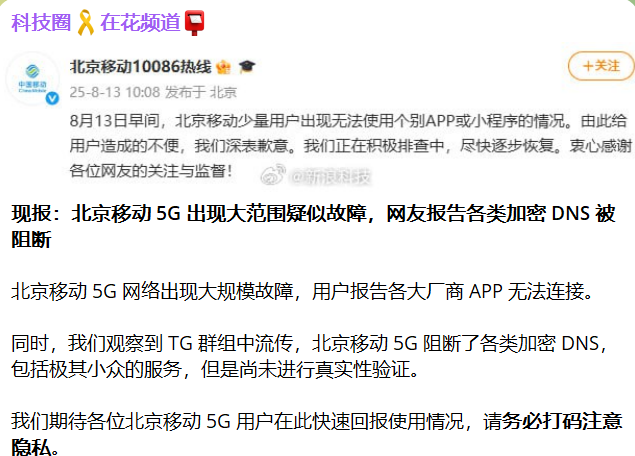 科技圈🎗在花频道📮
北京移动10086热线
+关注
中国移动
China Mobile
25-8-13 10:08 发布于 北京
8月13日早间，北京移动少量用户出现无法使用个别APP或小程序的情况。由此给
用户造成的不便，我们深表歉意。我们正在积极排查中，尽快逐步恢复。衷心感谢
各位网友的关注与监督！
@新浪科技
现报：北京移动 5G 出现大范围疑似故障，网友报告各类加密 DNS 被
阻断
北京移动 5G 网络出现大规模故障，用户报告各大厂商 APP 无法连接。
同时，我们观察到 TG 群组中流传，北京移动 5G 阻断了各类加密 DNS，
包括极其小众的服务，但是尚未进行真实性验证。
我们期待各位北京移动 5G 用户在此快速回报使用情况，请务必打码注意
隐私。